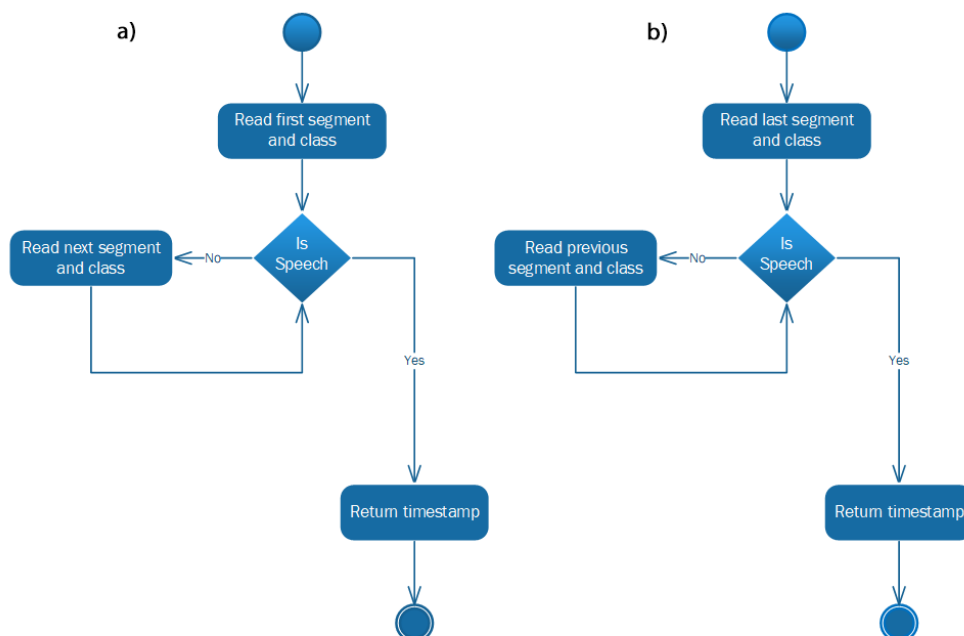 a)
Read first segment
and class
Is
Speech
No
Read next segment
and class
Yes
Return timestamp
b)
Read last segment
and class
Is
Speech
No
Read previous
segment and class
Yes
Return timestamp